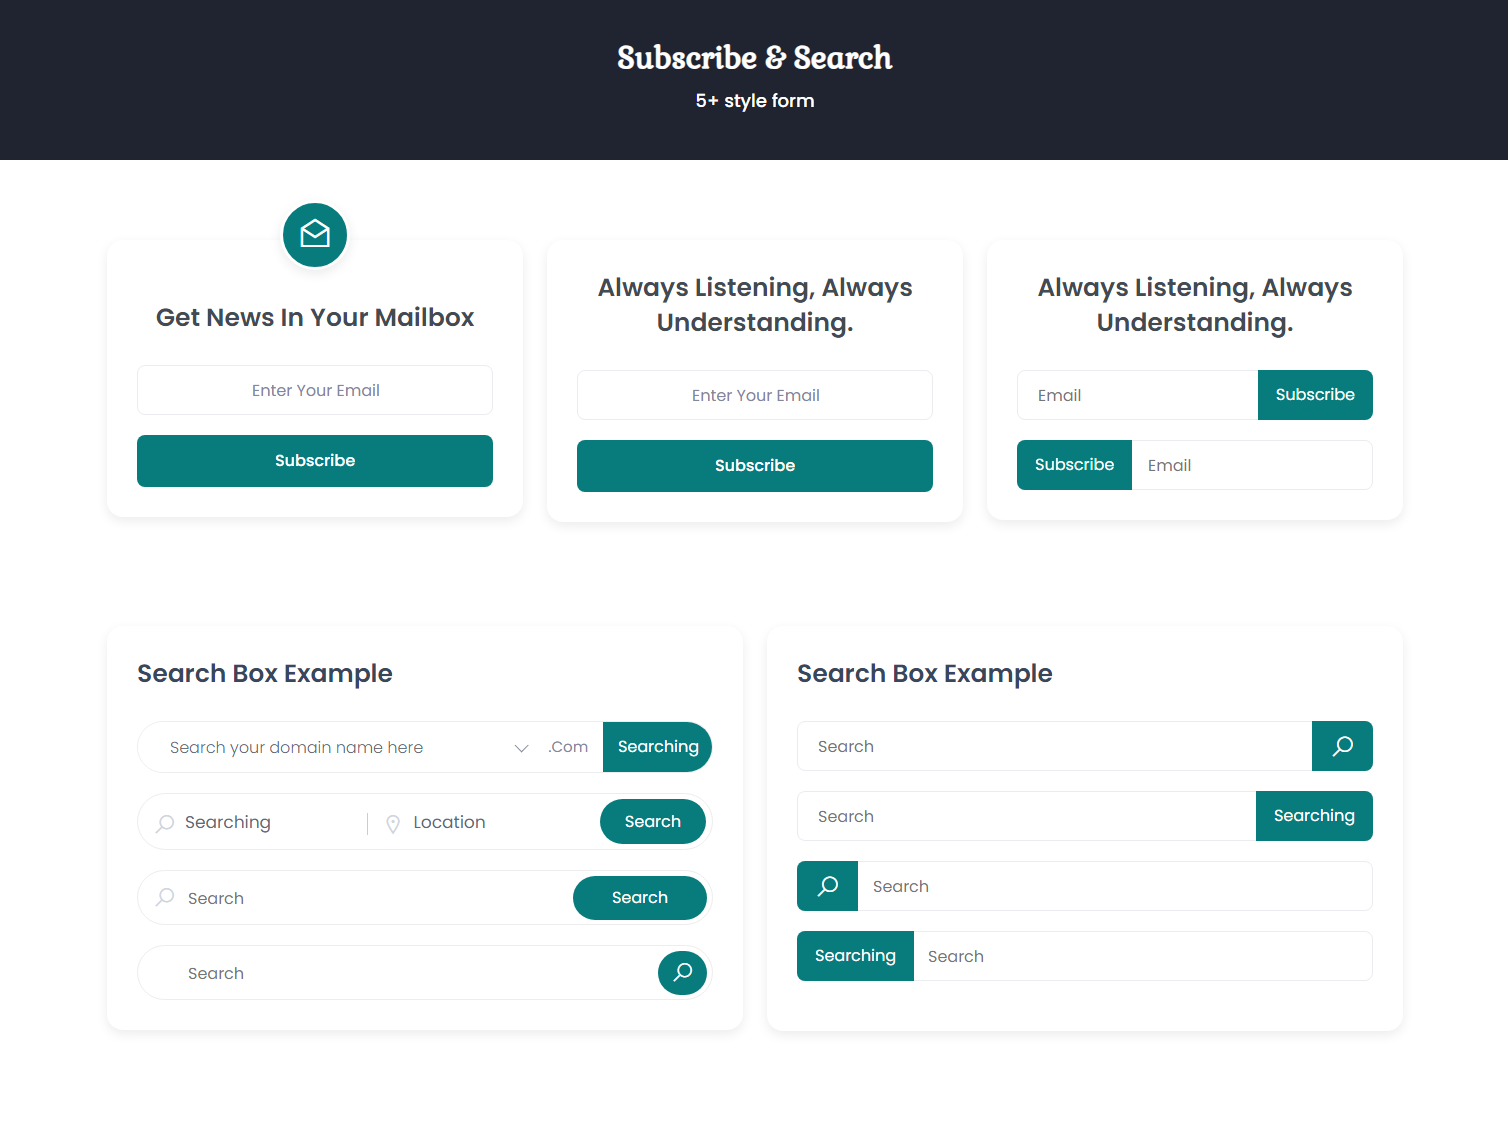 Subscribe & Search
5+ style form
Get News In Your Mailbox
Enter Your Email
Subscribe
Always Listening, Always
Understanding.
Enter Your Email
Subscribe
Always Listening, Always
Understanding.
Email Subscribe
Subscribe Email
Search Box Example
Search your domain name here .Com Searching
Searching Location Search
Search Search
Search
Search Box Example
Search
Search Searching
Search
Searching Search